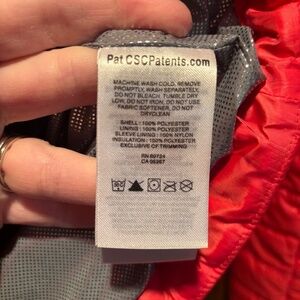 Pat CSCPatents.com
MACHINE WASH COLD, REMOVE
PROMPTLY, WASH SEPARATELY,
DO NOT BLEACH, TUMBLE DRY
LOW, DO NOT IRON, DO NOT USE
FABRIC SOFTENER, DO NOT
DRYCLEAN
SHELL : 100% POLYESTER
LINING : 100% POLYESTER
SLEEVE LINING : 100% NYLON
INSULATION : 100% POLYESTER
EXCLUSIVE OF TRIMMING
RN 69724
CA 05367